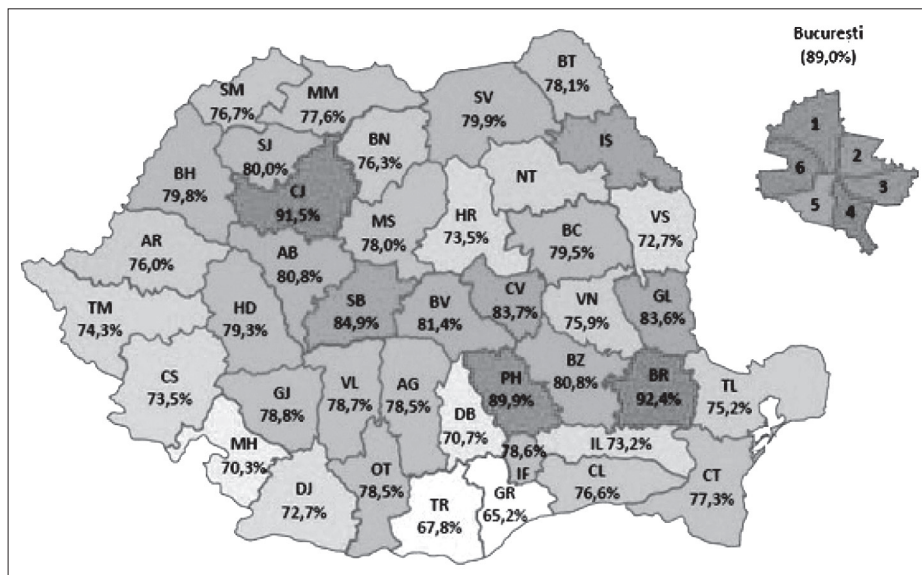 București
(89,0%)
BT
78,1%
SM
76,7%
MM
77,6%
SV
79,9%
1
BN
76,3%
IS
SJ
80,0%
2
BH
79,8%
6
NT
3
CJ
91,5%
5
4
MS
78,0%
HR
73,5%
VS
72,7%
BC
79,5%
AR
76,0%
AB
80,8%
TM
74,3%
HD
79,3%
SB
84,9%
BV
81,4%
CV
83,7%
VN
75,9%
GL
83,6%
CS
73,5%
GJ
78,8%
VL
78,7%
AG
78,5%
PH
89,9%
BZ
80,8%
BR
92,4%
TL
75,2%
DB
70,7%
MH
70,3%
78,6%
IF
IL 73,2%
DJ
72,7%
OT
78,5%
TR
67,8%
GR
65,2%
CL
76,6%
CT
77,3%